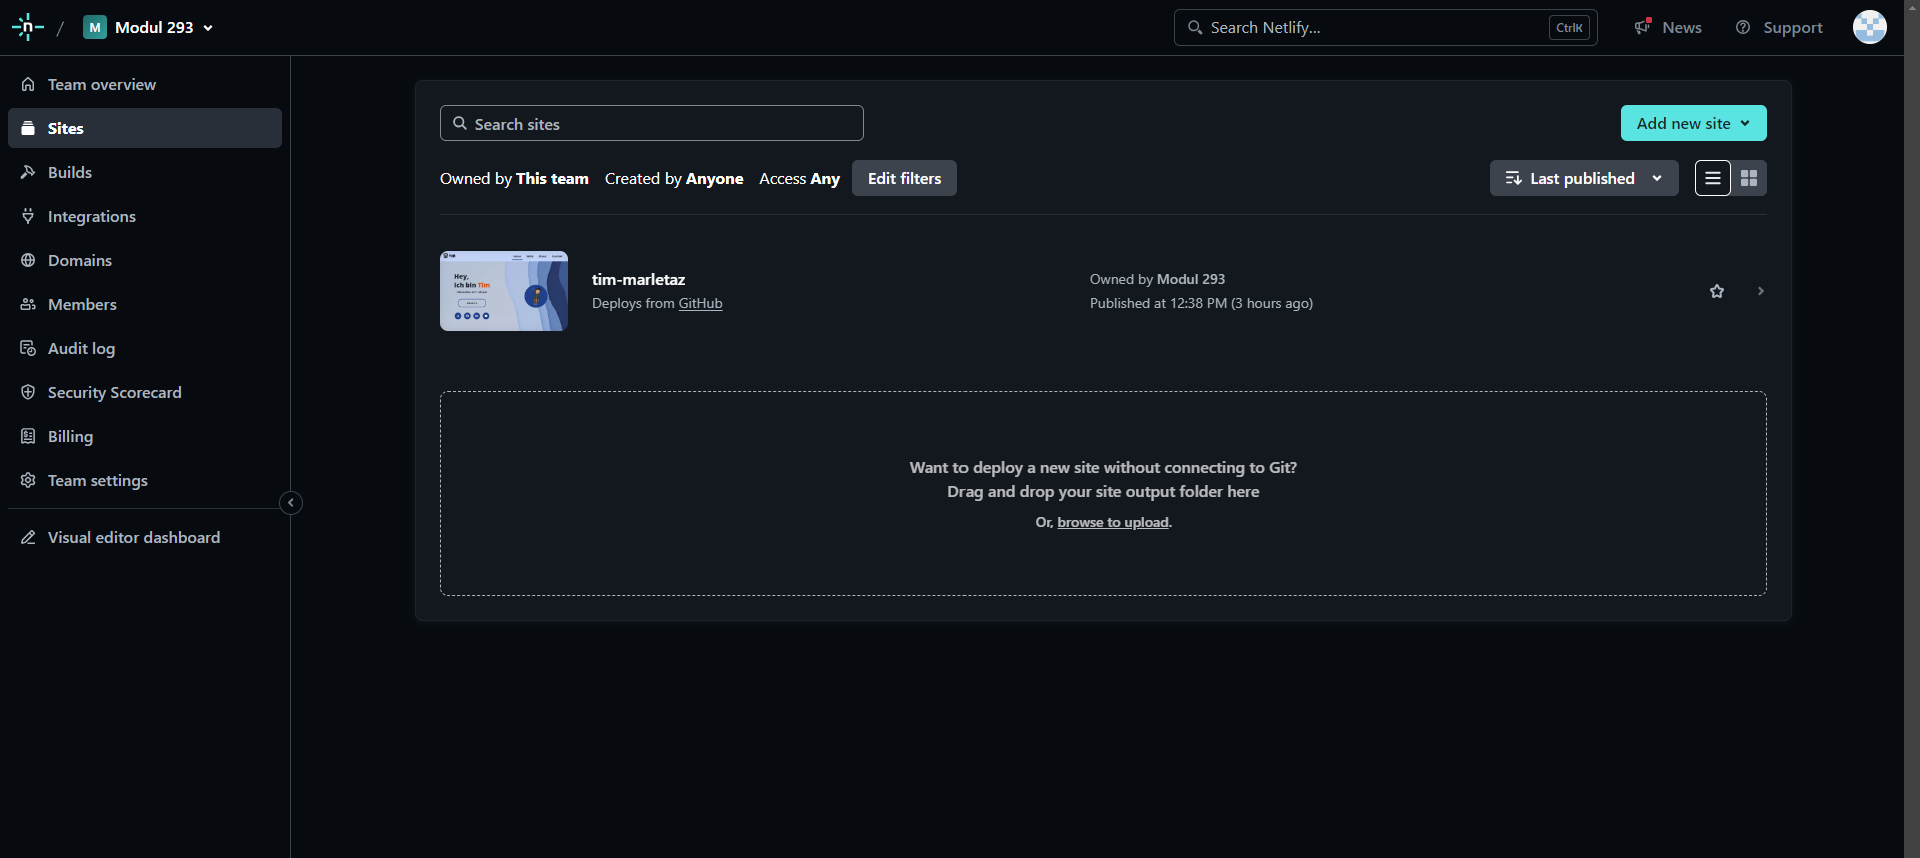 / M Modul 293
Search Netlify... CtrlK
News
Support
Team overview
Sites
Builds
Integrations
Domains
Members
Audit log
Security Scorecard
Billing
Team settings
Visual editor dashboard
Search sites
Add new site
Owned by This team Created by Anyone Access Any Edit filters
Last published
Hey,
Ich bin Tim
tim-marletaz
Deploys from GitHub
Owned by Modul 293
Published at 12:38 PM (3 hours ago)
Want to deploy a new site without connecting to Git?
Drag and drop your site output folder here
Or, browse to upload.